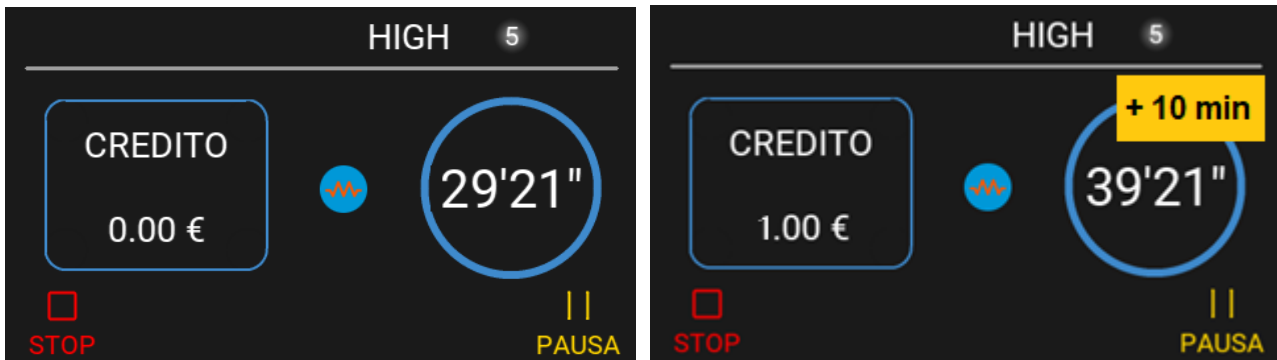 HIGH 5
CREDITO
0.00 €
29'21"
STOP
PAUSA
HIGH 5
+ 10 min
CREDITO
1.00 €
39'21"
STOP
PAUSA